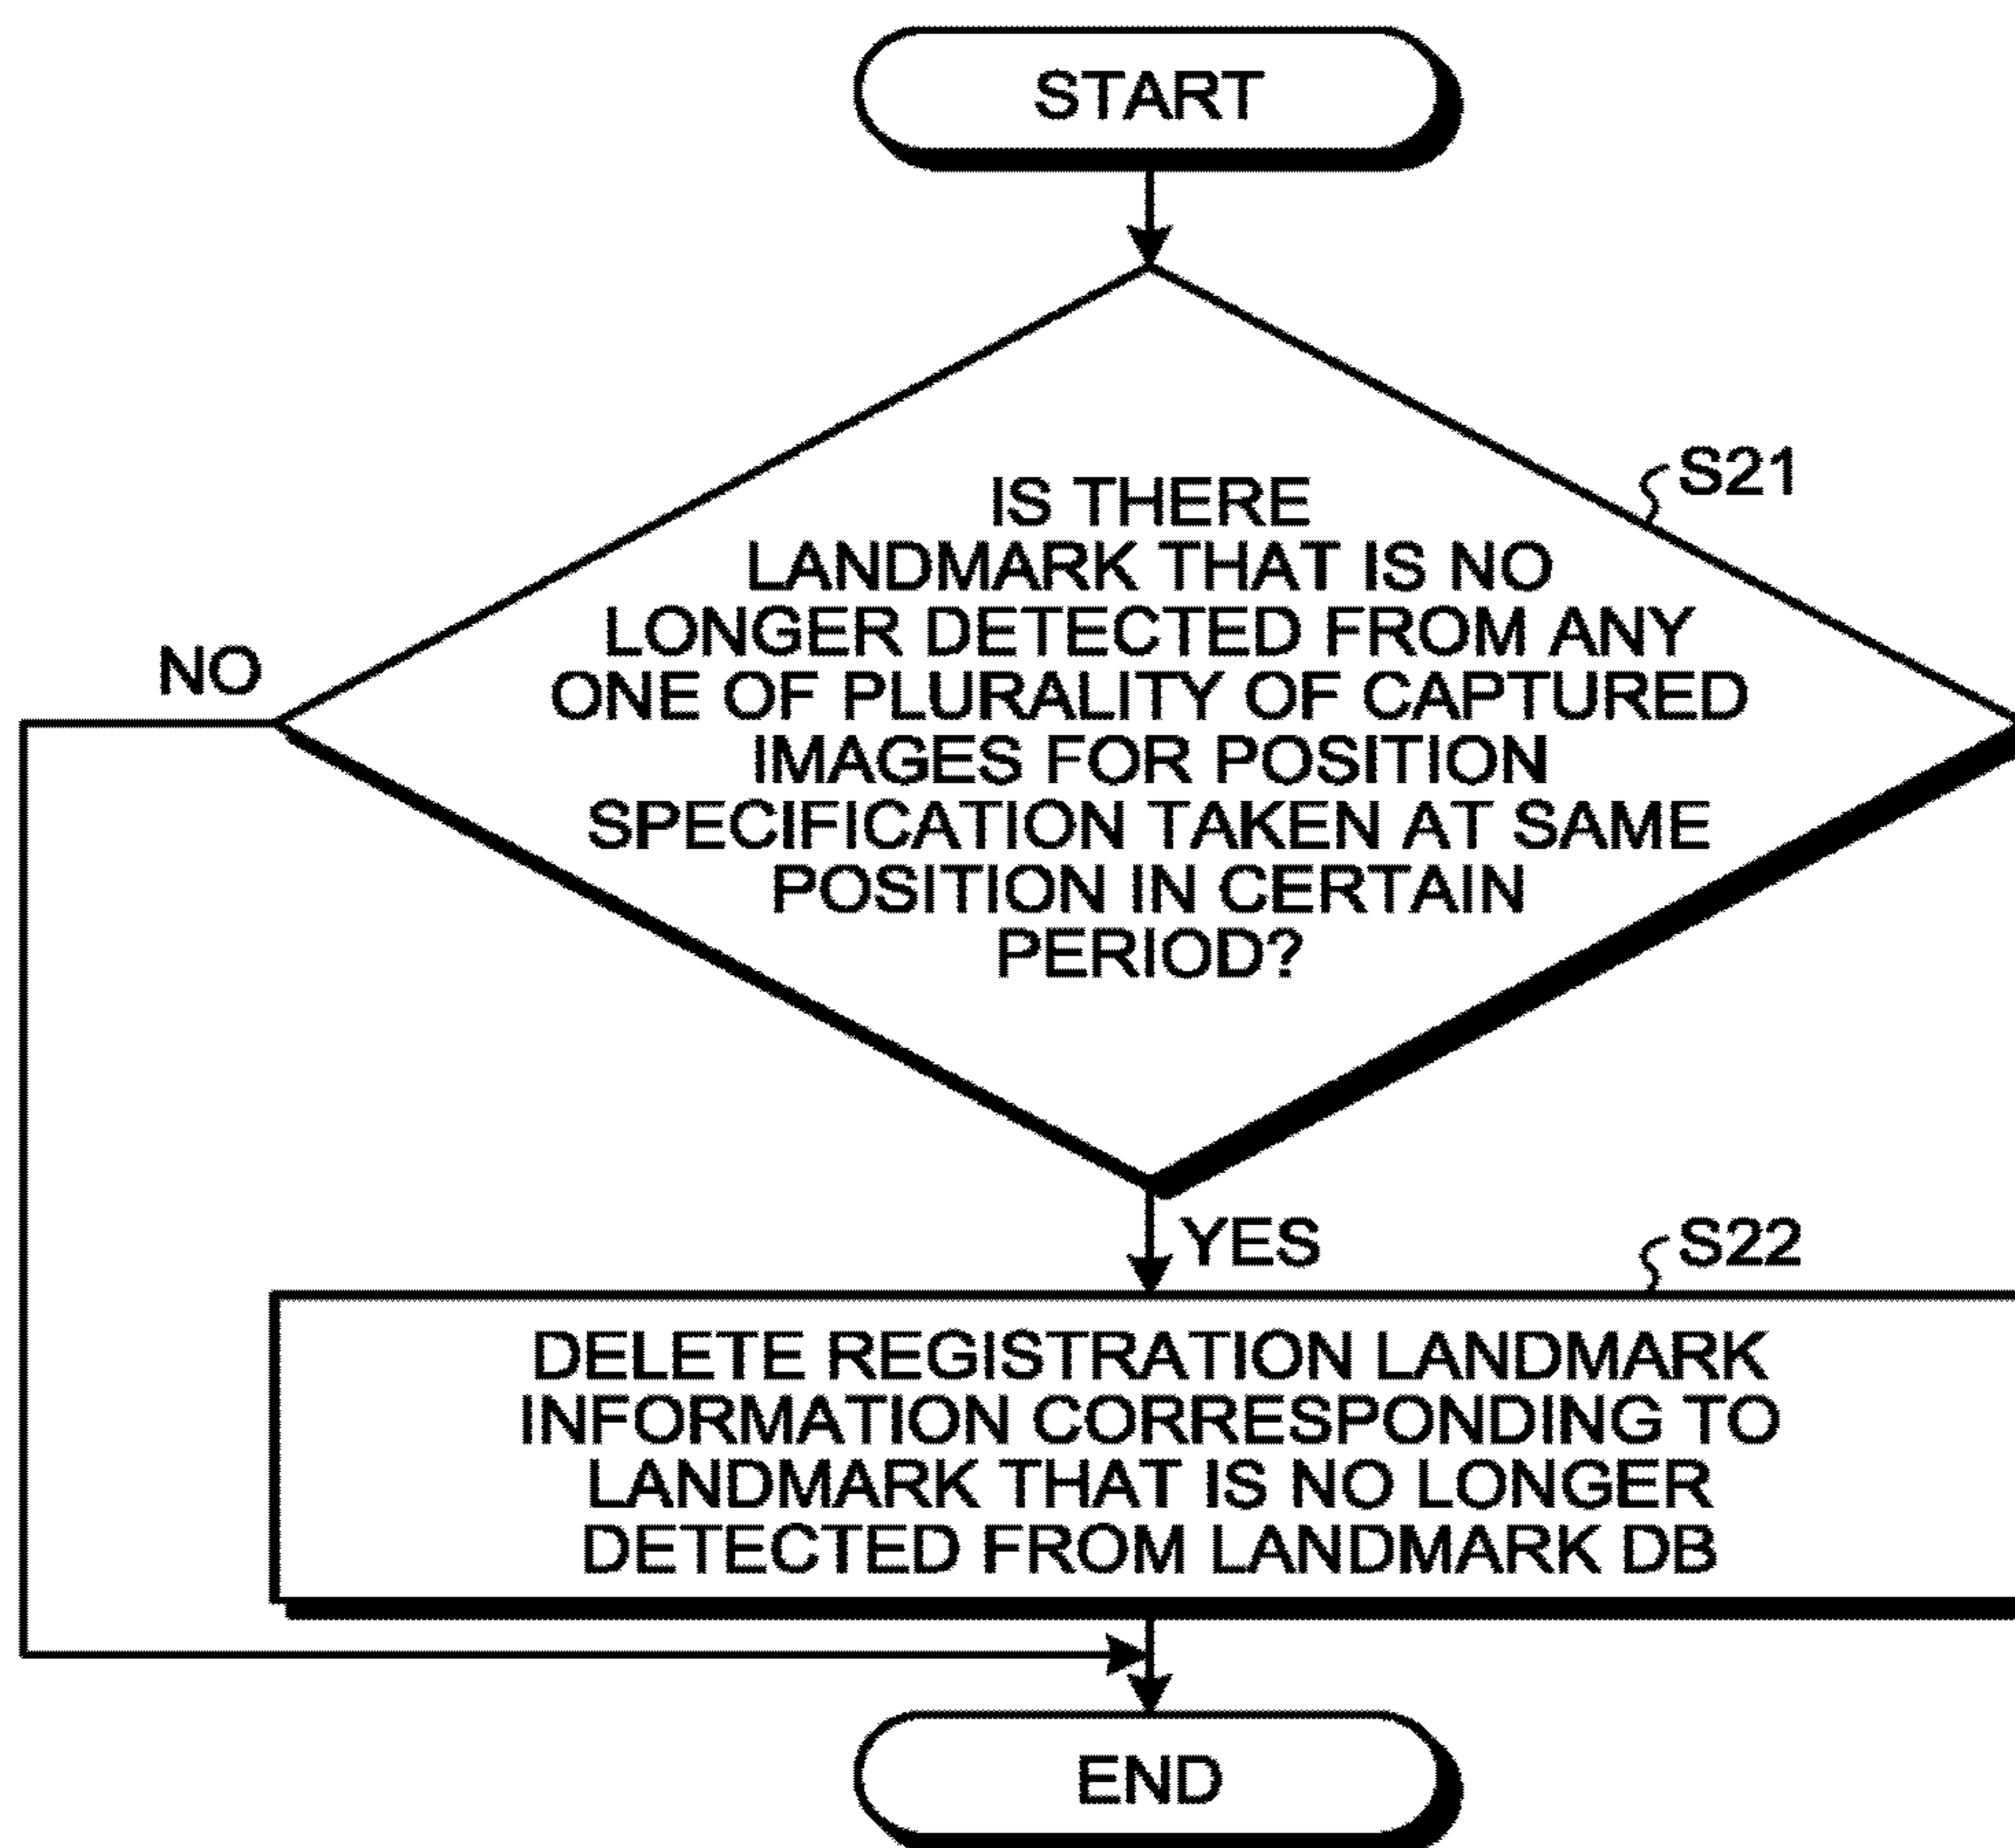 START
S21
IS THERE
LANDMARK THAT IS NO
LONGER DETECTED FROM ANY
ONE OF PLURALITY OF CAPTURED
IMAGES FOR POSITION
SPECIFICATION TAKEN AT SAME
POSITION IN CERTAIN
PERIOD?
NO
YES
S22
DELETE REGISTRATION LANDMARK
INFORMATION CORRESPONDING TO
LANDMARK THAT IS NO LONGER
DETECTED FROM LANDMARK DB
END